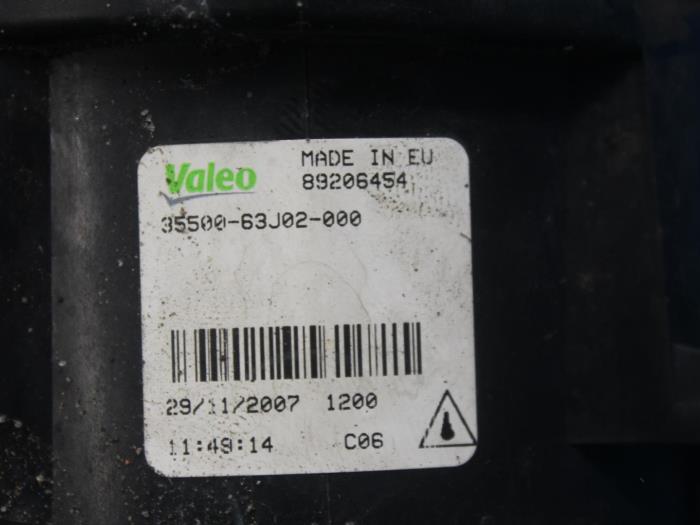 Valeo MADE IN EU
89206454
35500-63J02-000
29/11/2007 1200
11:49:14 C06